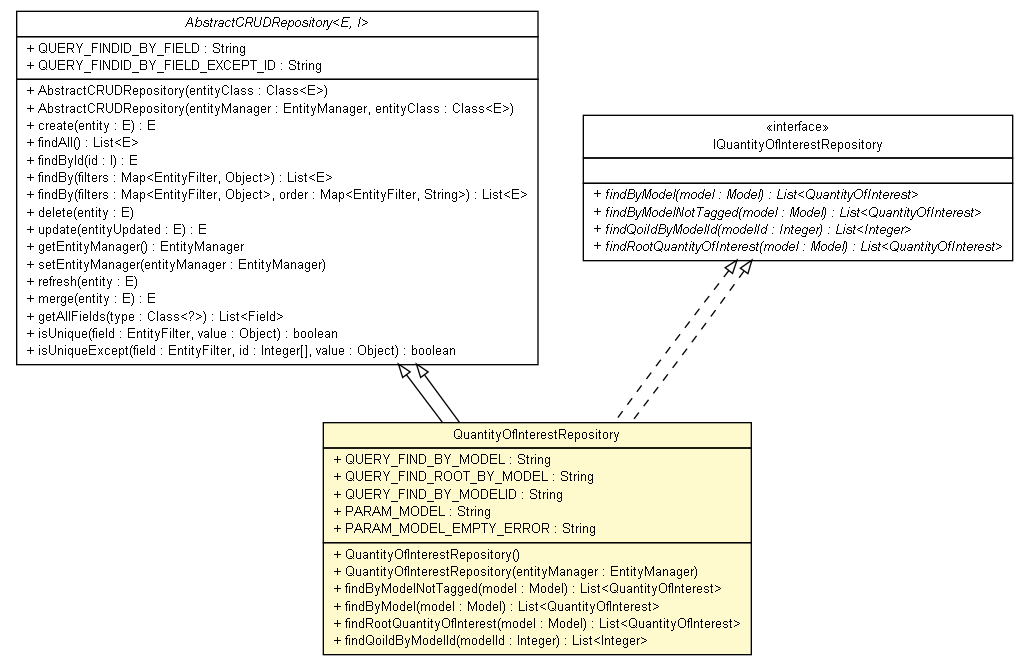 AbstractCRUDRepository<E, I>
+ QUERY_FINDID_BY_FIELD : String
+ QUERY_FINDID_BY_FIELD_EXCEPT_ID : String
+ AbstractCRUDRepository(entityClass : Class<E>)
+ AbstractCRUDRepository(entityManager : EntityManager, entityClass : Class<E>)
+ create(entity : E) : E
+ findAll() : List<E>
+ findById(id : I) : E
+ findBy(filters : Map<EntityFilter, Object>) : List<E>
+ findBy(filters : Map<EntityFilter, Object>, order : Map<EntityFilter, String>) : List<E>
+ delete(entity : E)
+ update(entityUpdated : E) : E
+ getEntityManager() : EntityManager
+ setEntityManager(entityManager : EntityManager)
+ refresh(entity : E)
+ merge(entity : E) : E
+ getAllFields(type : Class<?>) : List<Field>
+ isUnique(field : EntityFilter, value : Object) : boolean
+ isUniqueExcept(field : EntityFilter, id : Integer[], value : Object) : boolean
«interface»
IQuantityOfInterestRepository
+ findByModel(model : Model) : List<QuantityOfInterest>
+ findByModelNotTagged(model : Model) : List<QuantityOfInterest>
+ findQoiIdByModelId(modelId : Integer) : List<Integer>
+ findRootQuantityOfInterest(model : Model) : List<QuantityOfInterest>
QuantityOfInterestRepository
+ QUERY_FIND_BY_MODEL : String
+ QUERY_FIND_ROOT_BY_MODEL : String
+ QUERY_FIND_BY_MODELID : String
+ PARAM_MODEL : String
+ PARAM_MODEL_EMPTY_ERROR : String
+ QuantityOfInterestRepository()
+ QuantityOfInterestRepository(entityManager : EntityManager)
+ findByModelNotTagged(model : Model) : List<QuantityOfInterest>
+ findByModel(model : Model) : List<QuantityOfInterest>
+ findRootQuantityOfInterest(model : Model) : List<QuantityOfInterest>
+ findQoiIdByModelId(modelId : Integer) : List<Integer>